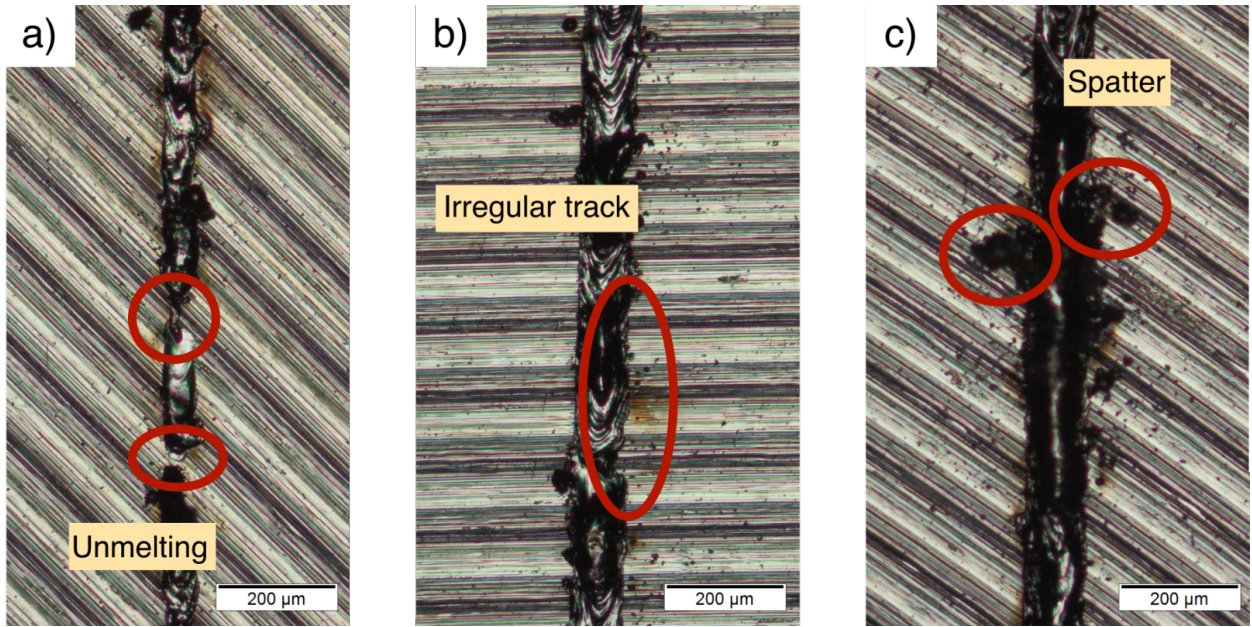 a)
Unmelting
200 µm
b)
Irregular track
200 µm
c)
Spatter
200 µm